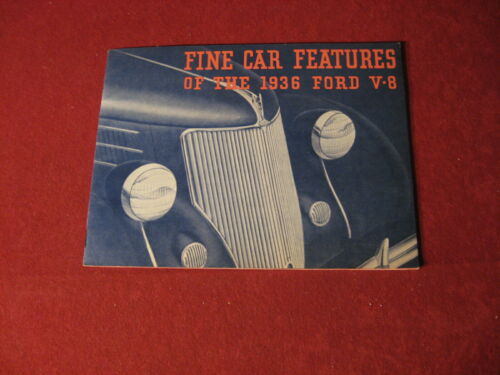 FINE CAR FEATURES
OF THE 1936 FORD V·8